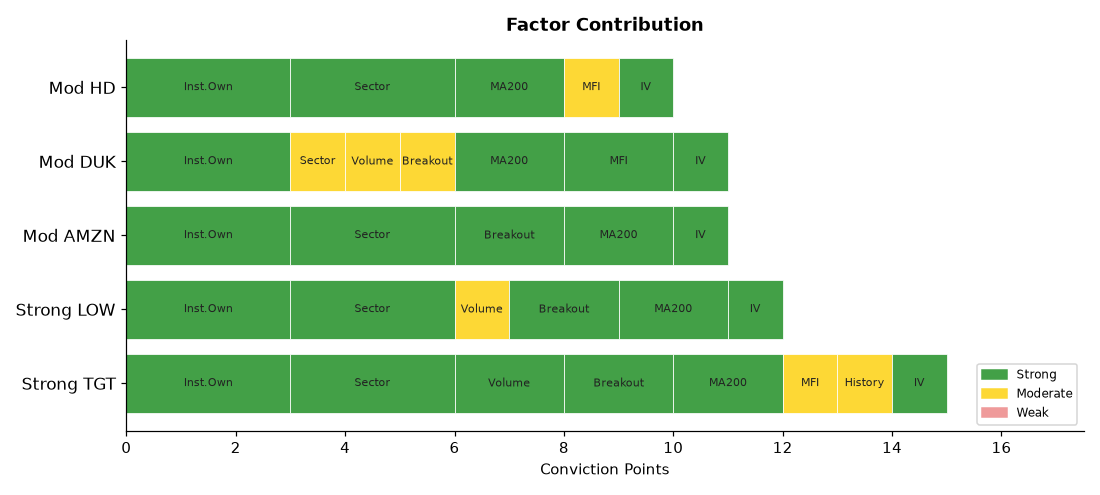 Factor Contribution
Mod HD
Inst.Own Sector MA200 MFI IV
Mod DUK
Inst.Own Sector Volume Breakout MA200 MFI IV
Mod AMZN
Inst.Own Sector Breakout MA200 IV
Strong LOW
Inst.Own Sector Volume Breakout MA200 IV
Strong TGT
Inst.Own Sector Volume Breakout MA200 MFI History IV
Strong
Moderate
Weak
0 2 4 6 8 10 12 14 16
Conviction Points